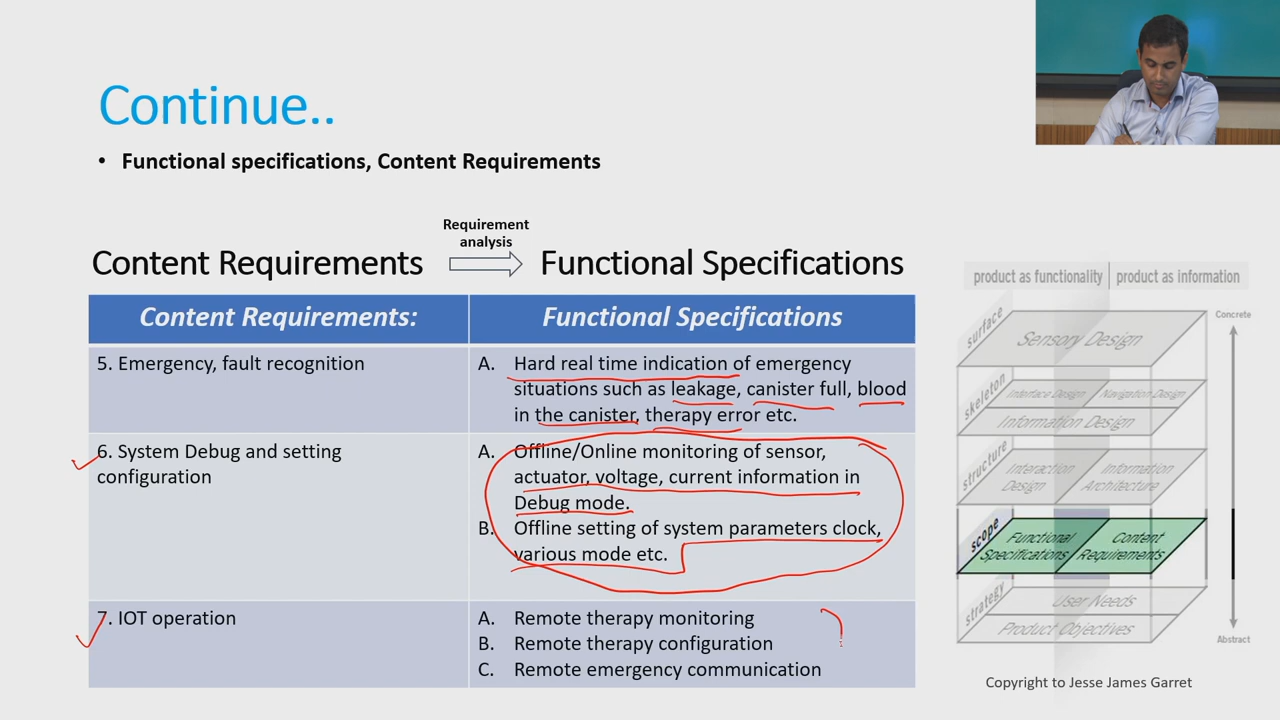 Continue..
• Functional specifications, Content Requirements
Requirement
analysis
Content Requirements
Functional Specifications
Content Requirements:
Functional Specifications
5. Emergency, fault recognition
A. Hard real time indication of emergency
situations such as leakage, canister full, blood
in the canister, therapy error etc.
6. System Debug and setting
configuration
A. Offline/Online monitoring of sensor,
actuator, voltage, current information in
Debug mode.
B. Offline setting of system parameters clock,
various mode etc.
7. IOT operation
A. Remote therapy monitoring
B. Remote therapy configuration
C. Remote emergency communication
product as functionality
product as information
Concrete
surface
Sensory Design
skeleton
Interface Design
Navigation Design
Information Design
structure
Interaction
Design
Information
Architecture
scope
Functional
Specifications
Content
Requirements
strategy
User Needs
Product Objectives
Abstract
Copyright to Jesse James Garret